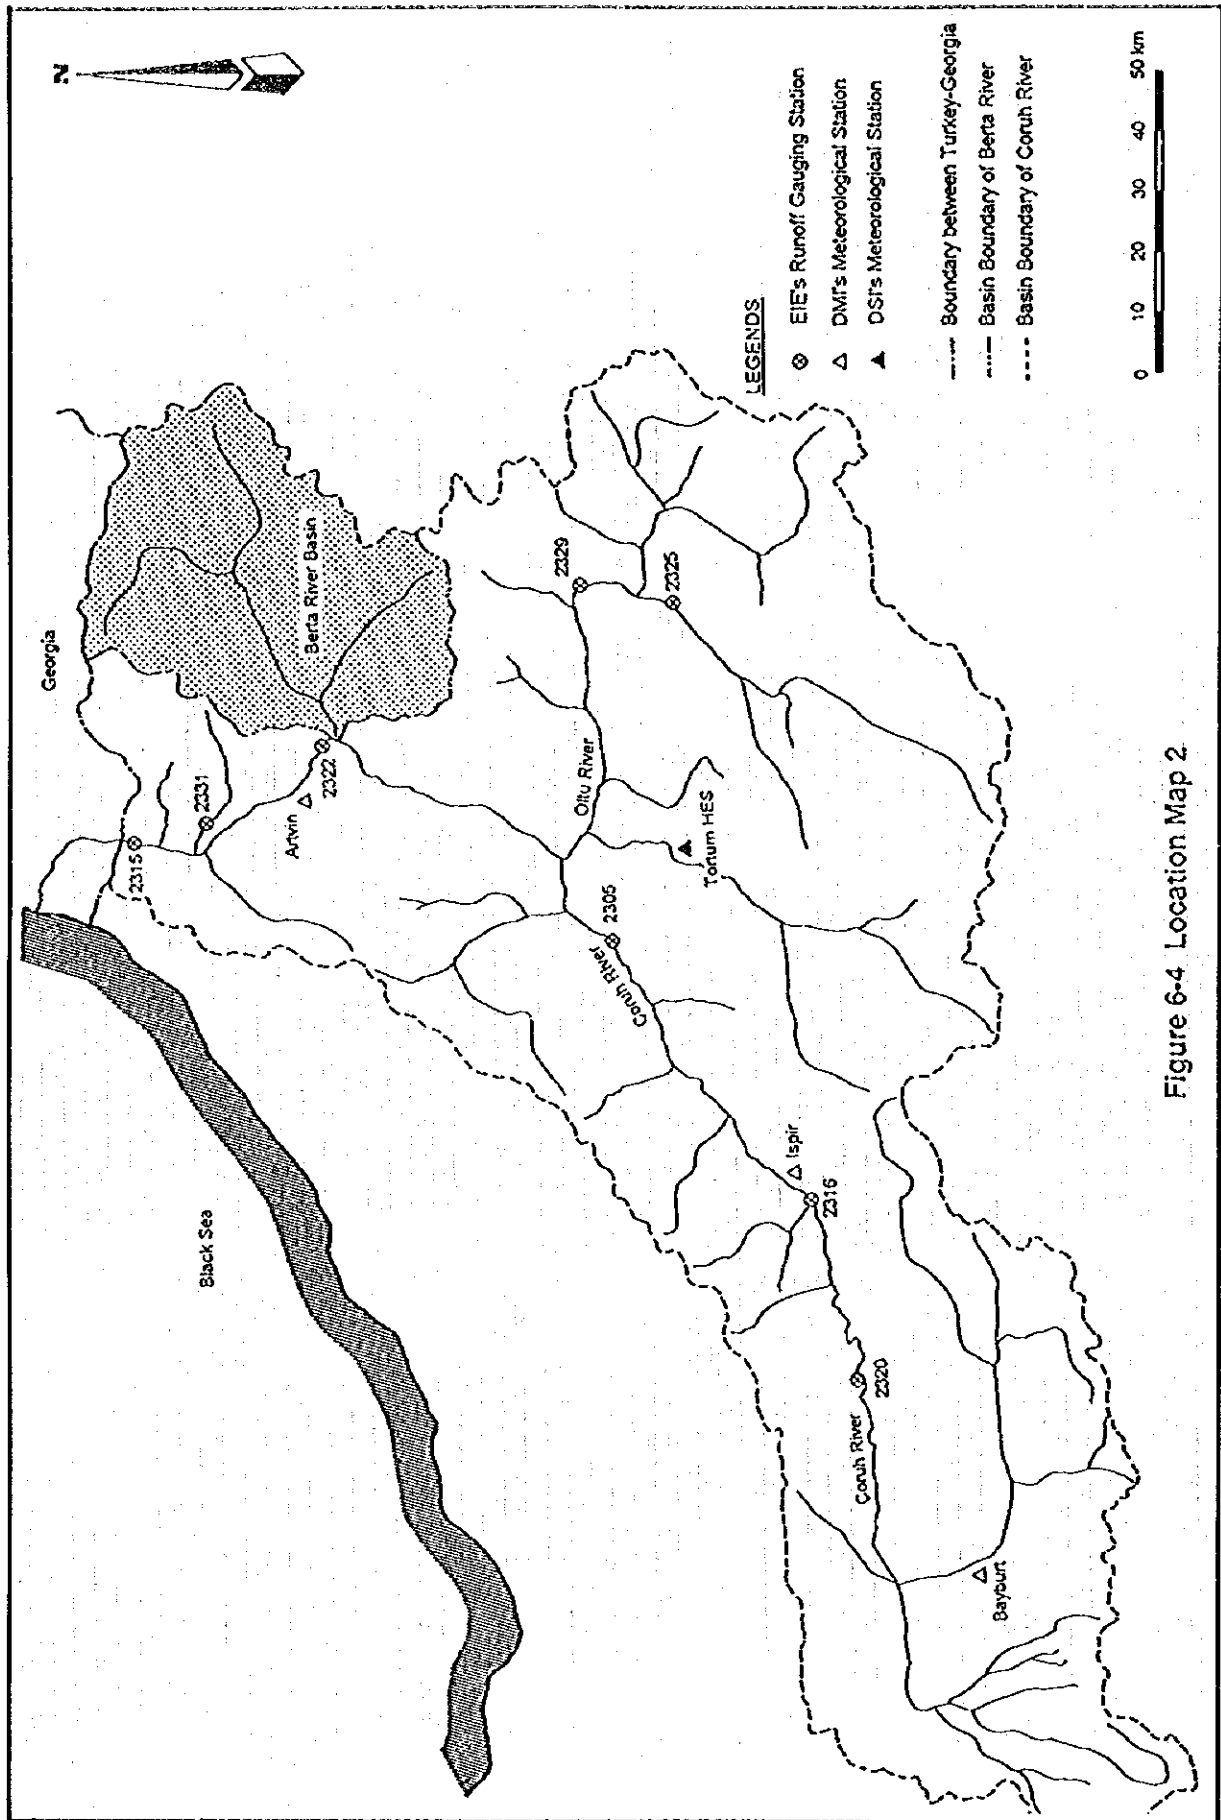 N
Georgia
Black Sea
2315
2331
Artvin
2322
Berta River Basin
2329
2325
Oltu River
Tortum HES
2305
Coruh River
Ispir
2316
2320
Çoruh River
Bayburt
LEGENDS
EIE's Runoff Gauging Station
DMI's Meteorological Station
DSI's Meteorological Station
Boundary between Turkey-Georgia
Basin Boundary of Berta River
Basin Boundary of Coruh River
0 10 20 30 40 50 km
Figure 6-4 Location Map 2